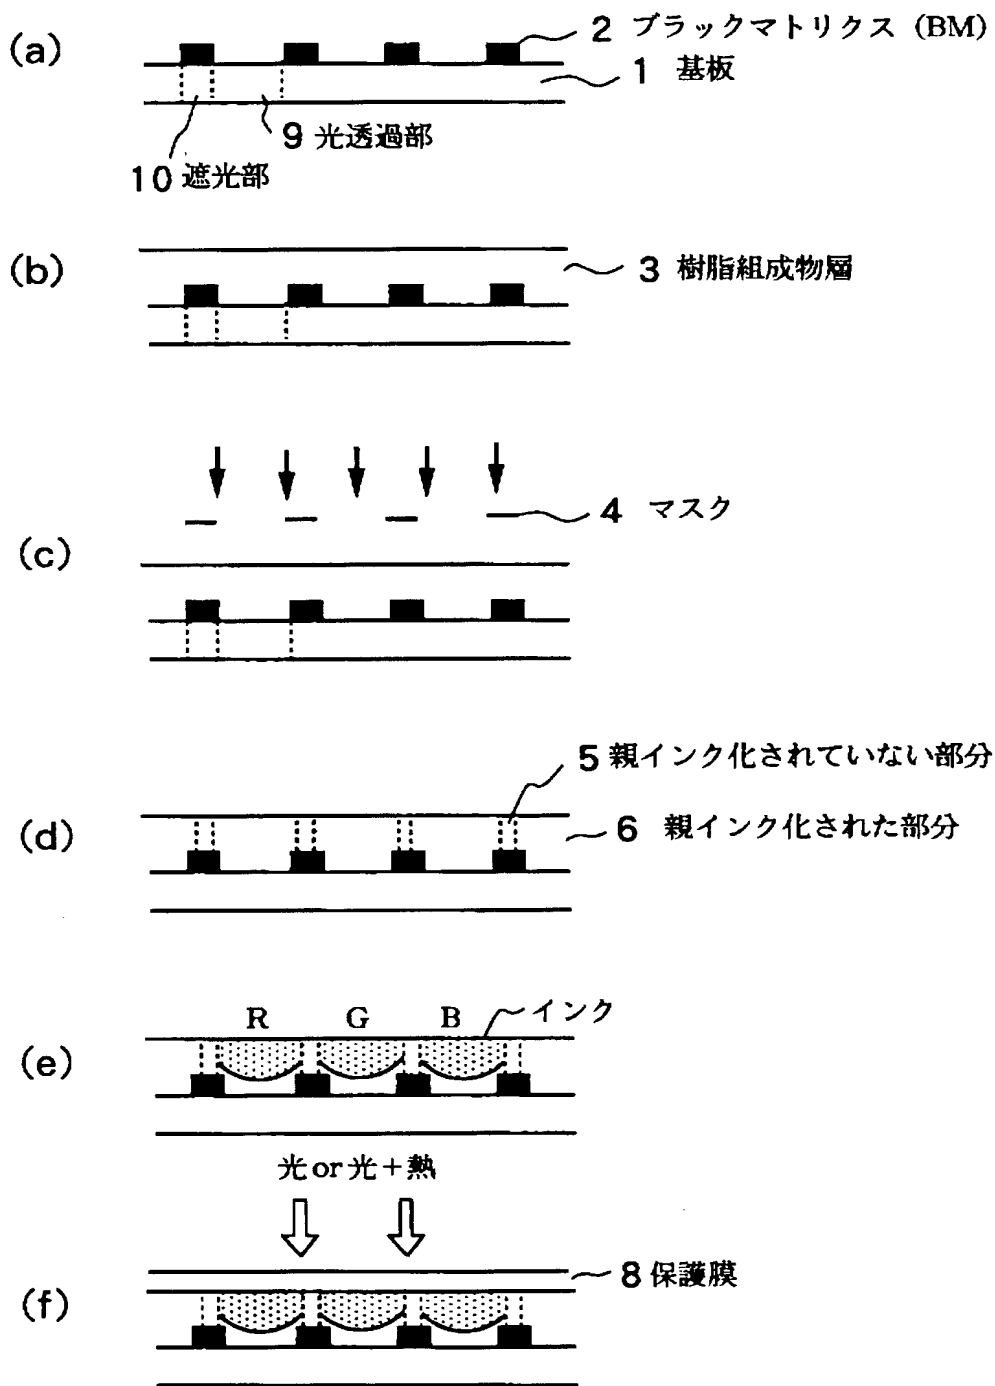 (a)
2 ブラックマトリクス (BM)
1 基板
9 光透過部
10 遮光部
(b)
3 樹脂組成物層
4 マスク
(c)
5 親インク化されていない部分
(d)
6 親インク化された部分
R G B インク
(e)
光or光+熱
8 保護膜
(f)